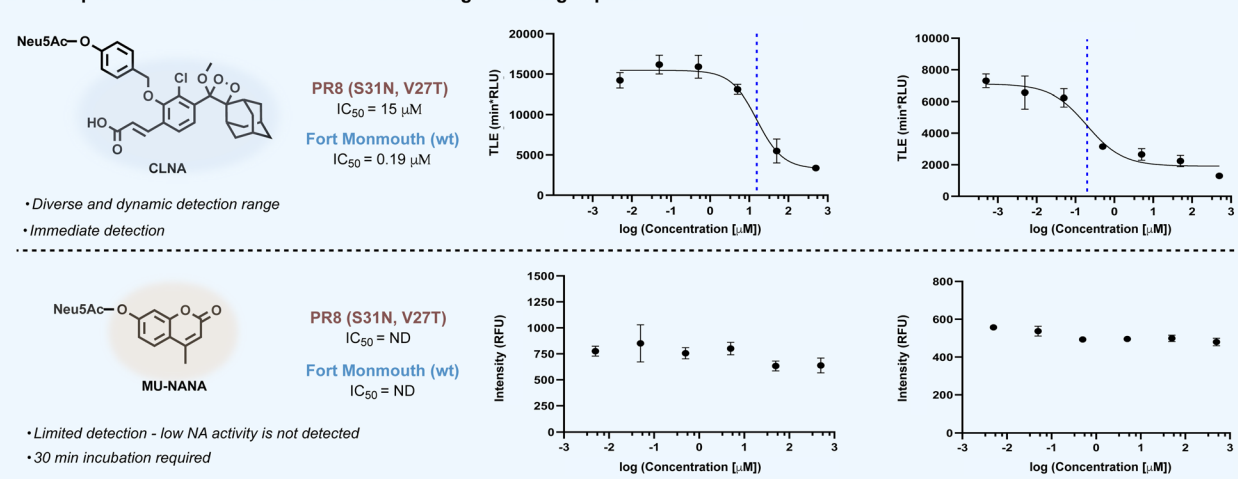 Neu5Ac
O
Cl
O
O
O
O
HO
O
CLNA
PR8 (S31N, V27T)
IC50 = 15 μM
Fort Monmouth (wt)
IC50 = 0.19 μM
• Diverse and dynamic detection range
• Immediate detection
TLE (min*RLU)
20000
15000
10000
5000
0
-3 -2 -1 0 1 2 3
log (Concentration [μM])
TLE (min*RLU)
10000
8000
6000
4000
2000
0
-3 -2 -1 0 1 2 3
log (Concentration [μM])
Neu5Ac
O
O
O
MU-NANA
PR8 (S31N, V27T)
IC50 = ND
Fort Monmouth (wt)
IC50 = ND
• Limited detection - low NA activity is not detected
• 30 min incubation required
Intensity (RFU)
1500
1250
1000
750
500
250
0
-3 -2 -1 0 1 2 3
log (Concentration [μM])
Intensity (RFU)
800
600
400
200
0
-3 -2 -1 0 1 2 3
log (Concentration [μM])